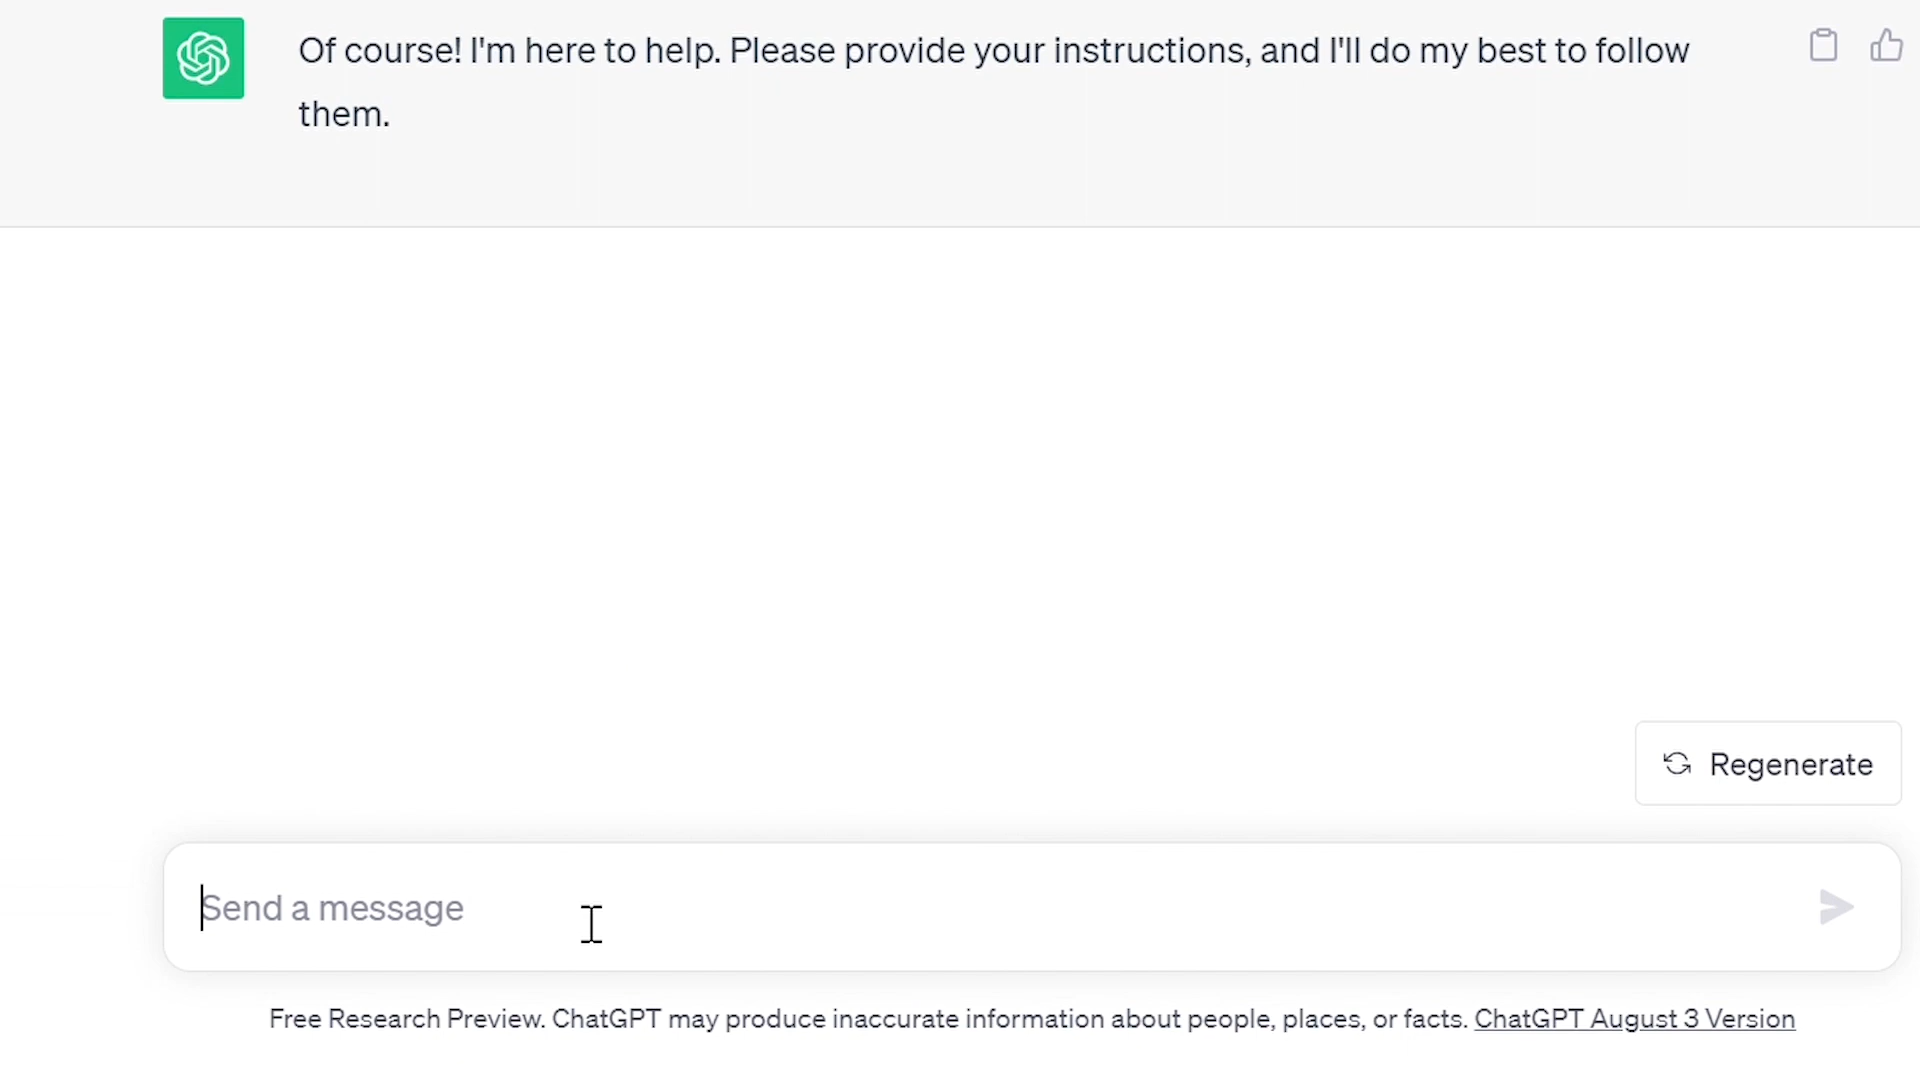 Of course! I'm here to help. Please provide your instructions, and I'll do my best to follow
them.
Regenerate
Send a message
Free Research Preview. ChatGPT may produce inaccurate information about people, places, or facts. ChatGPT August 3 Version